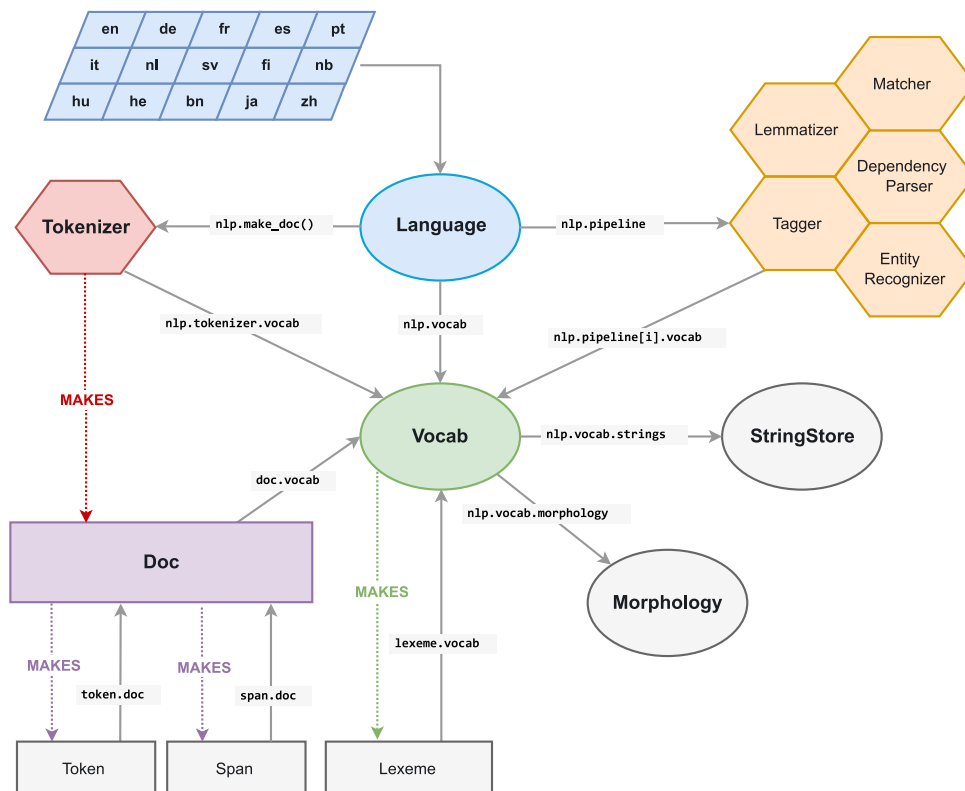 en de fr es pt
it nl sv fi nb
hu he bn ja zh
Matcher
Lemmatizer
Dependency
Parser
Tagger
Entity
Recognizer
Tokenizer
nlp.make_doc()
Language
nlp.pipeline
nlp.tokenizer.vocab
nlp.vocab
nlp.pipeline[i].vocab
MAKES
Vocab
nlp.vocab.strings
StringStore
doc.vocab
nlp.vocab.morphology
Doc
MAKES
Morphology
lexeme.vocab
MAKES
MAKES
token.doc
span.doc
Token
Span
Lexeme